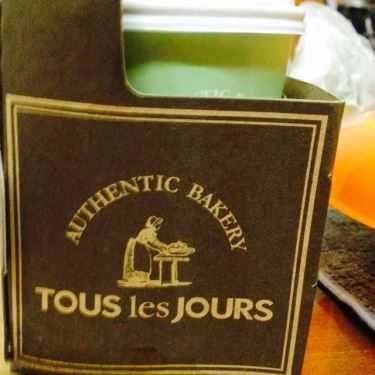 AUTHENTIC BAKERY
TOUS les JOURS